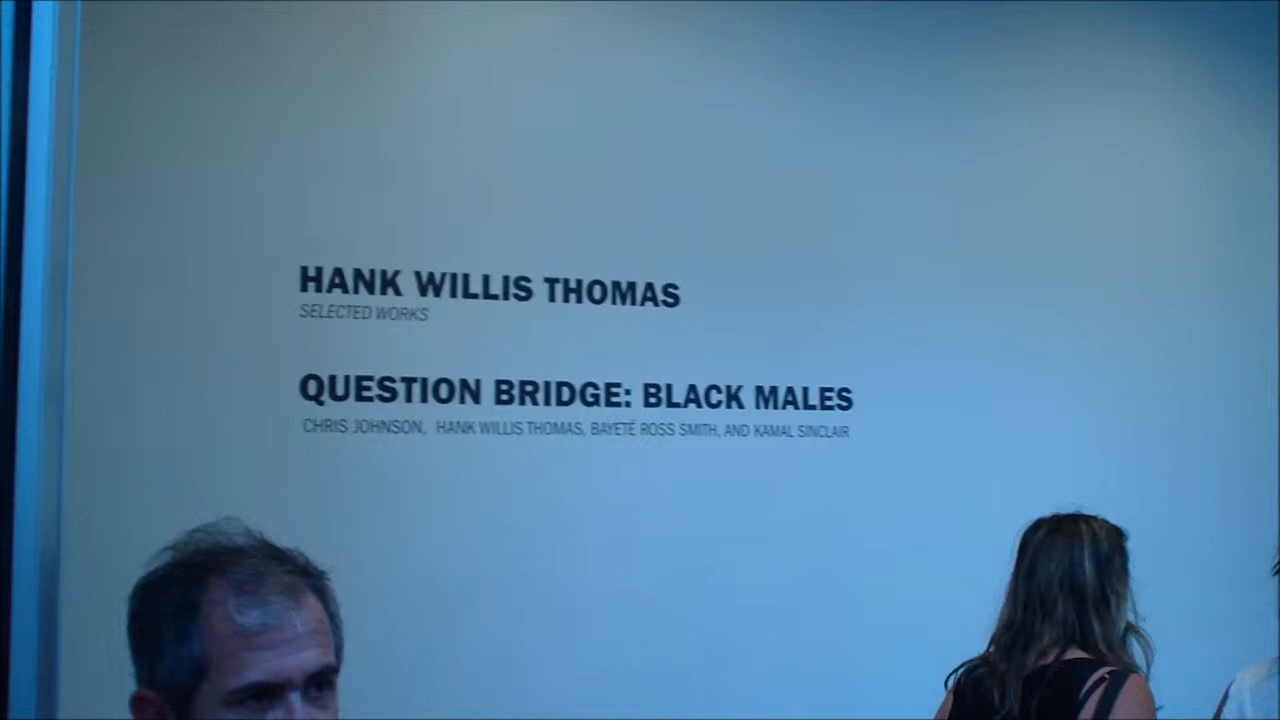 HANK WILLIS THOMAS
SELECTED WORKS
QUESTION BRIDGE: BLACK MALES
CHRIS JOHNSON, HANK WILLIS THOMAS, BAYETÉ ROSS SMITH, AND KAMAL SINCLAIR